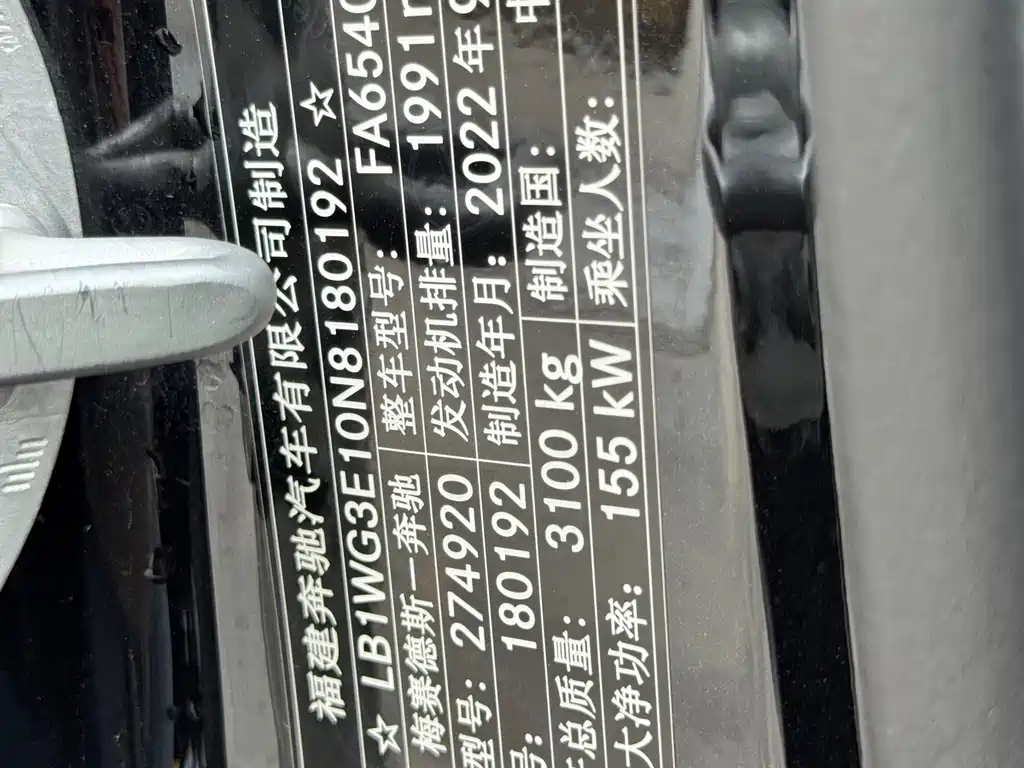 福建奔驰汽车有限公司制造
☆ LB1WG3E10N8180192 ☆
梅赛德斯-奔驰 整车型号: FA6540
型号: 274920 发动机排量: 1991
号: 180192 制造年月: 2022年9
总质量: 3100 kg 制造国: 中
大净功率: 155 kW 乘坐人数: